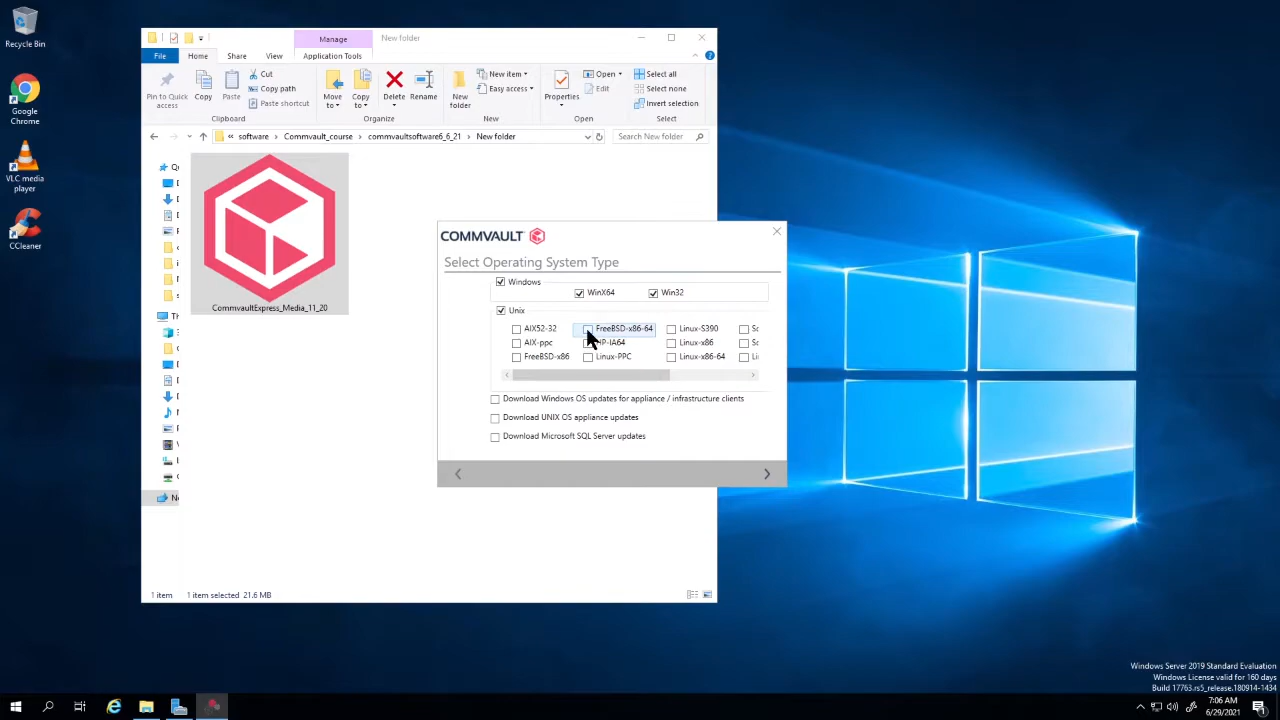 Recycle Bin
Google
Chrome
VLC media
player
CCleaner
Manage
New folder
File
Home
Share
View
Application Tools
Pin to Quick
access
Copy
Paste
Cut
Copy path
Paste shortcut
Clipboard
Move
to
Copy
to
Delete
Rename
Organize
New
folder
New item
Easy access
New
Properties
Open
Edit
Open
Select all
Select none
Invert selection
Select
« software › Commvault_course › commvaultsoftware6_6_21 › New folder
Search New folder
CommvaultExpress_Media_11_20
COMMVAULT
Select Operating System Type
Windows
WinX64
Win32
Unix
AIX52-32
FreeBSD-x86-64
Linux-S390
AIX-ppc
HP-IA64
Linux-x86
FreeBSD-x86
Linux-PPC
Linux-x86-64
Download Windows OS updates for appliance / infrastructure clients
Download UNIX OS appliance updates
Download Microsoft SQL Server updates
1 item
1 item selected 21.6 MB
Windows Server 2019 Standard Evaluation
Windows License valid for 160 days
Build 17763.rs5_release.180914-1434
7:06 AM
6/29/2021